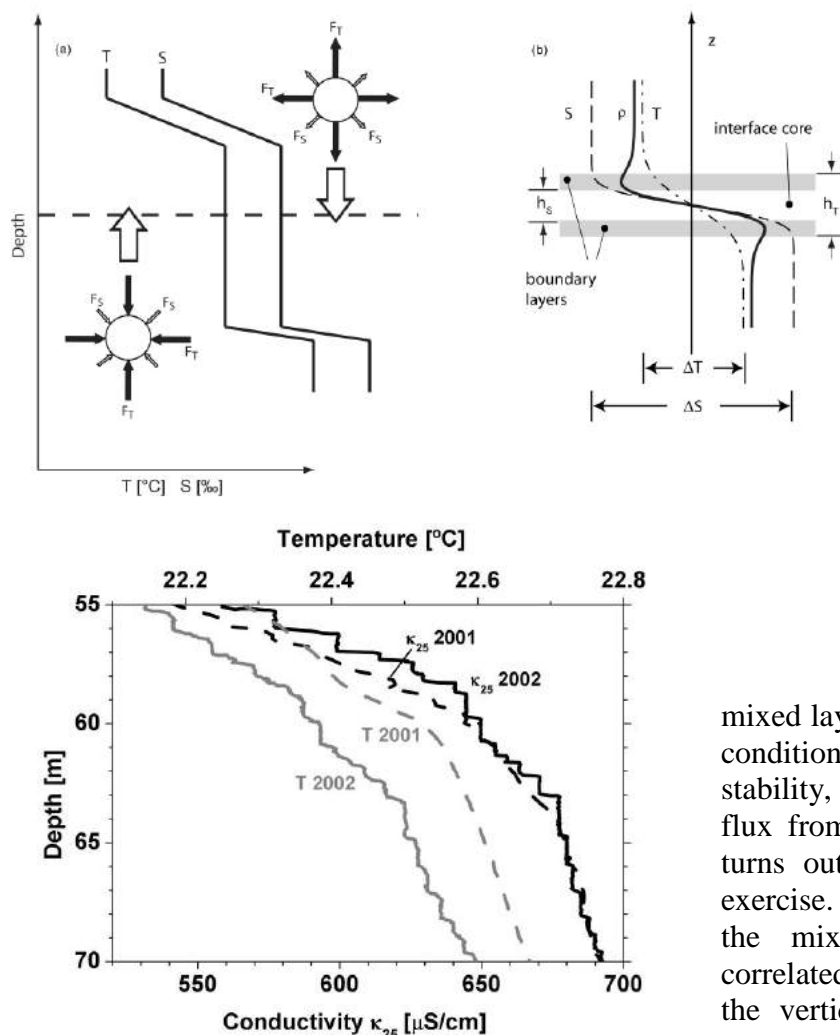 (a)
T S
F_T
F_T
F_S F_S
Depth
F_S F_S
F_T
F_T
T [°C] S [‰]
(b)
z
S ρ T
interface core
h_S
h_T
boundary
layers
ΔT
ΔS
Temperature [°C]
22.2 22.4 22.6 22.8
55
60
65
70
Depth [m]
κ₂₅ 2001
κ₂₅ 2002
T 2001
T 2002
550 600 650 700
Conductivity κ₂₅ [µS/cm]
mixed lay
condition
stability,
flux from
turns out
exercise.
the mix
correlated
the vertic